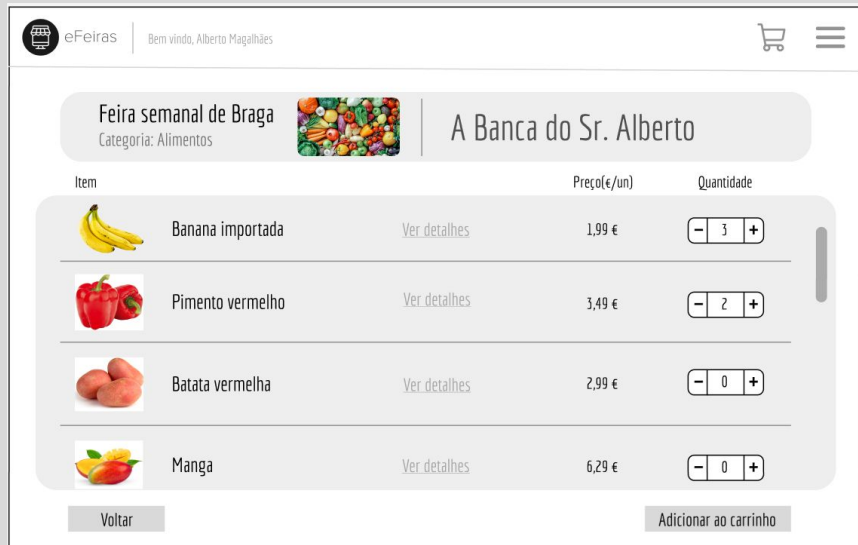 eFeiras
Bem vindo, Alberto Magalhães
Feira semanal de Braga
Categoria: Alimentos
A Banca do Sr. Alberto
Item Preço(€/un) Quantidade
Banana importada Ver detalhes 1,99 € - 3 +
Pimento vermelho Ver detalhes 3,49 € - 2 +
Batata vermelha Ver detalhes 2,99 € - 0 +
Manga Ver detalhes 6,29 € - 0 +
Voltar Adicionar ao carrinho